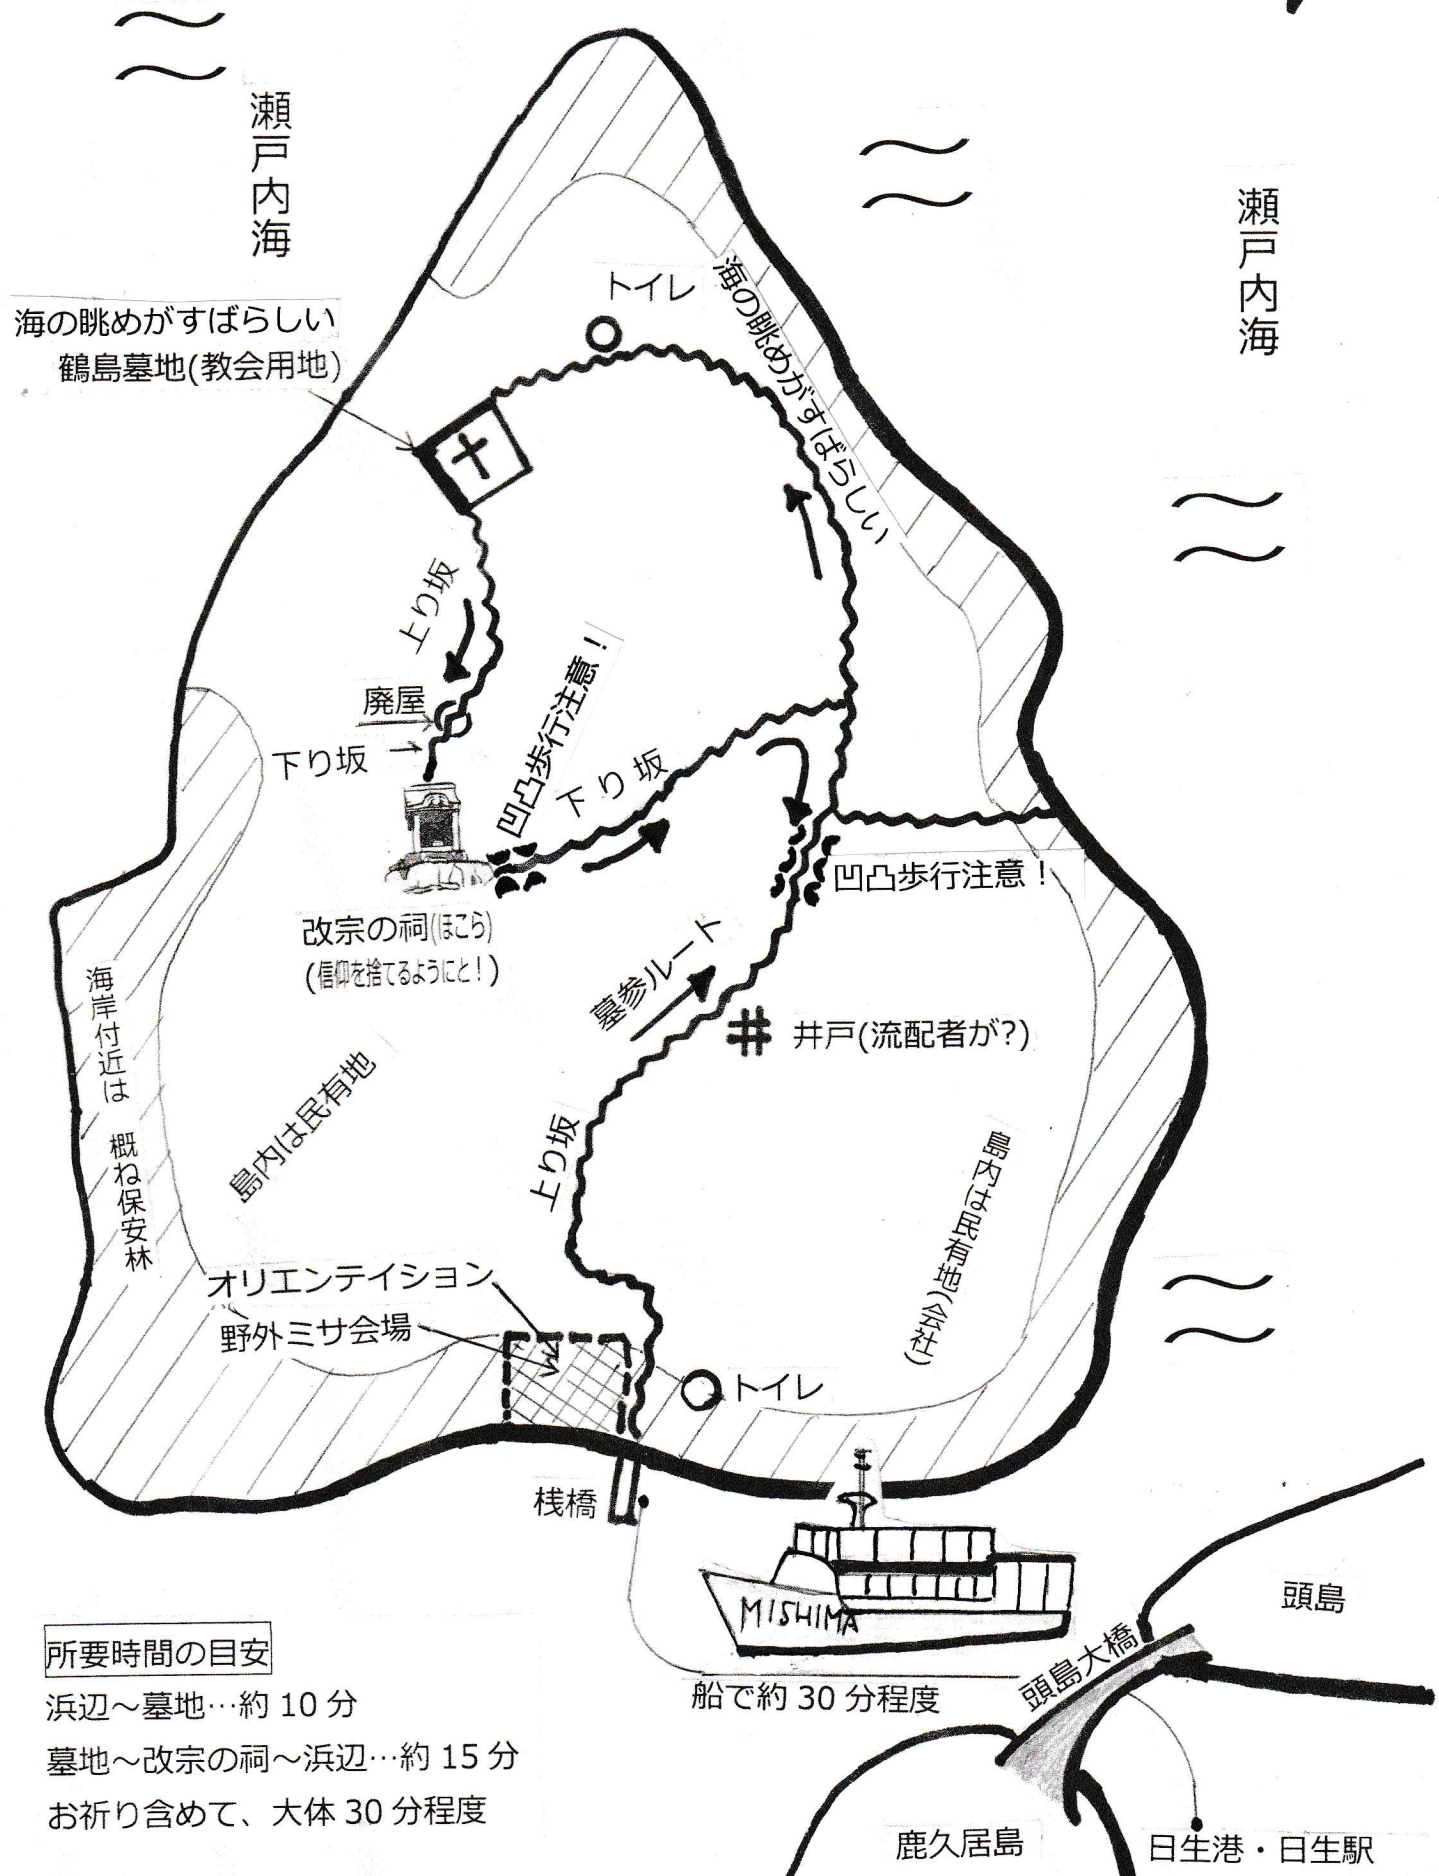 瀬戸内海
瀬戸内海
海の眺めがすばらしい
鶴島墓地(教会用地)
トイレ
海の眺めがすばらしい
上り坂
廃屋
下り坂
凹凸歩行注意！
下り坂
凹凸歩行注意！
改宗の祠(ほこら)
(信仰を捨てるようにと！)
墓参ルート
井戸(流配者が?)
海岸付近は 概ね保安林
島内は民有地
上り坂
島内は民有地(会社)
オリエンテイション
野外ミサ会場
トイレ
桟橋
MISHIMA
船で約 30 分程度
頭島
頭島大橋
鹿久居島
日生港・日生駅
所要時間の目安
浜辺～墓地…約 10 分
墓地～改宗の祠～浜辺…約 15 分
お祈り含めて、大体 30 分程度